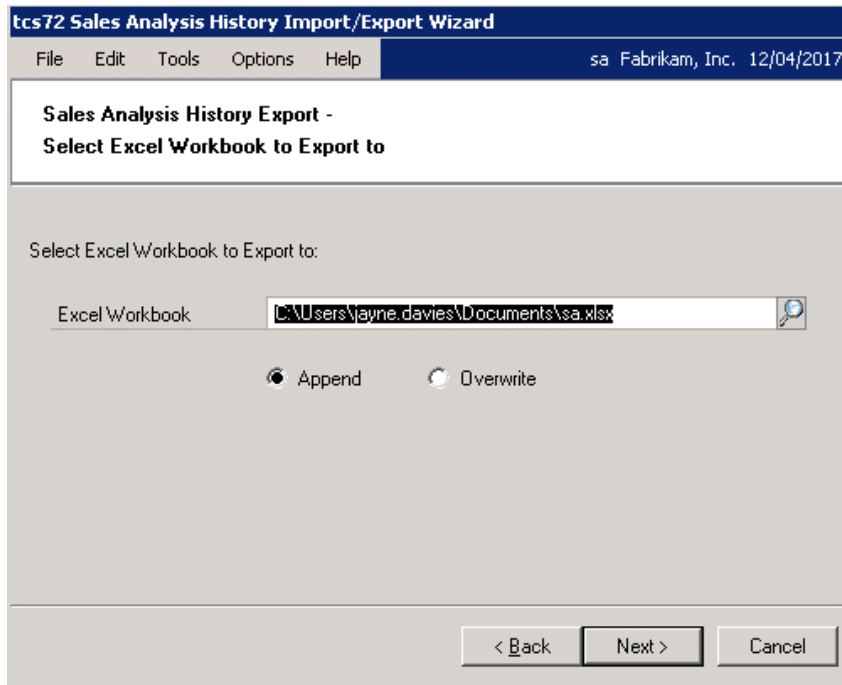 tcs72 Sales Analysis History Import/Export Wizard
File Edit Tools Options Help sa Fabrikam, Inc. 12/04/2017
Sales Analysis History Export -
Select Excel Workbook to Export to
Select Excel Workbook to Export to:
Excel Workbook C:\Users\jayne.davies\Documents\sa.xlsx
Append Overwrite
< Back Next > Cancel